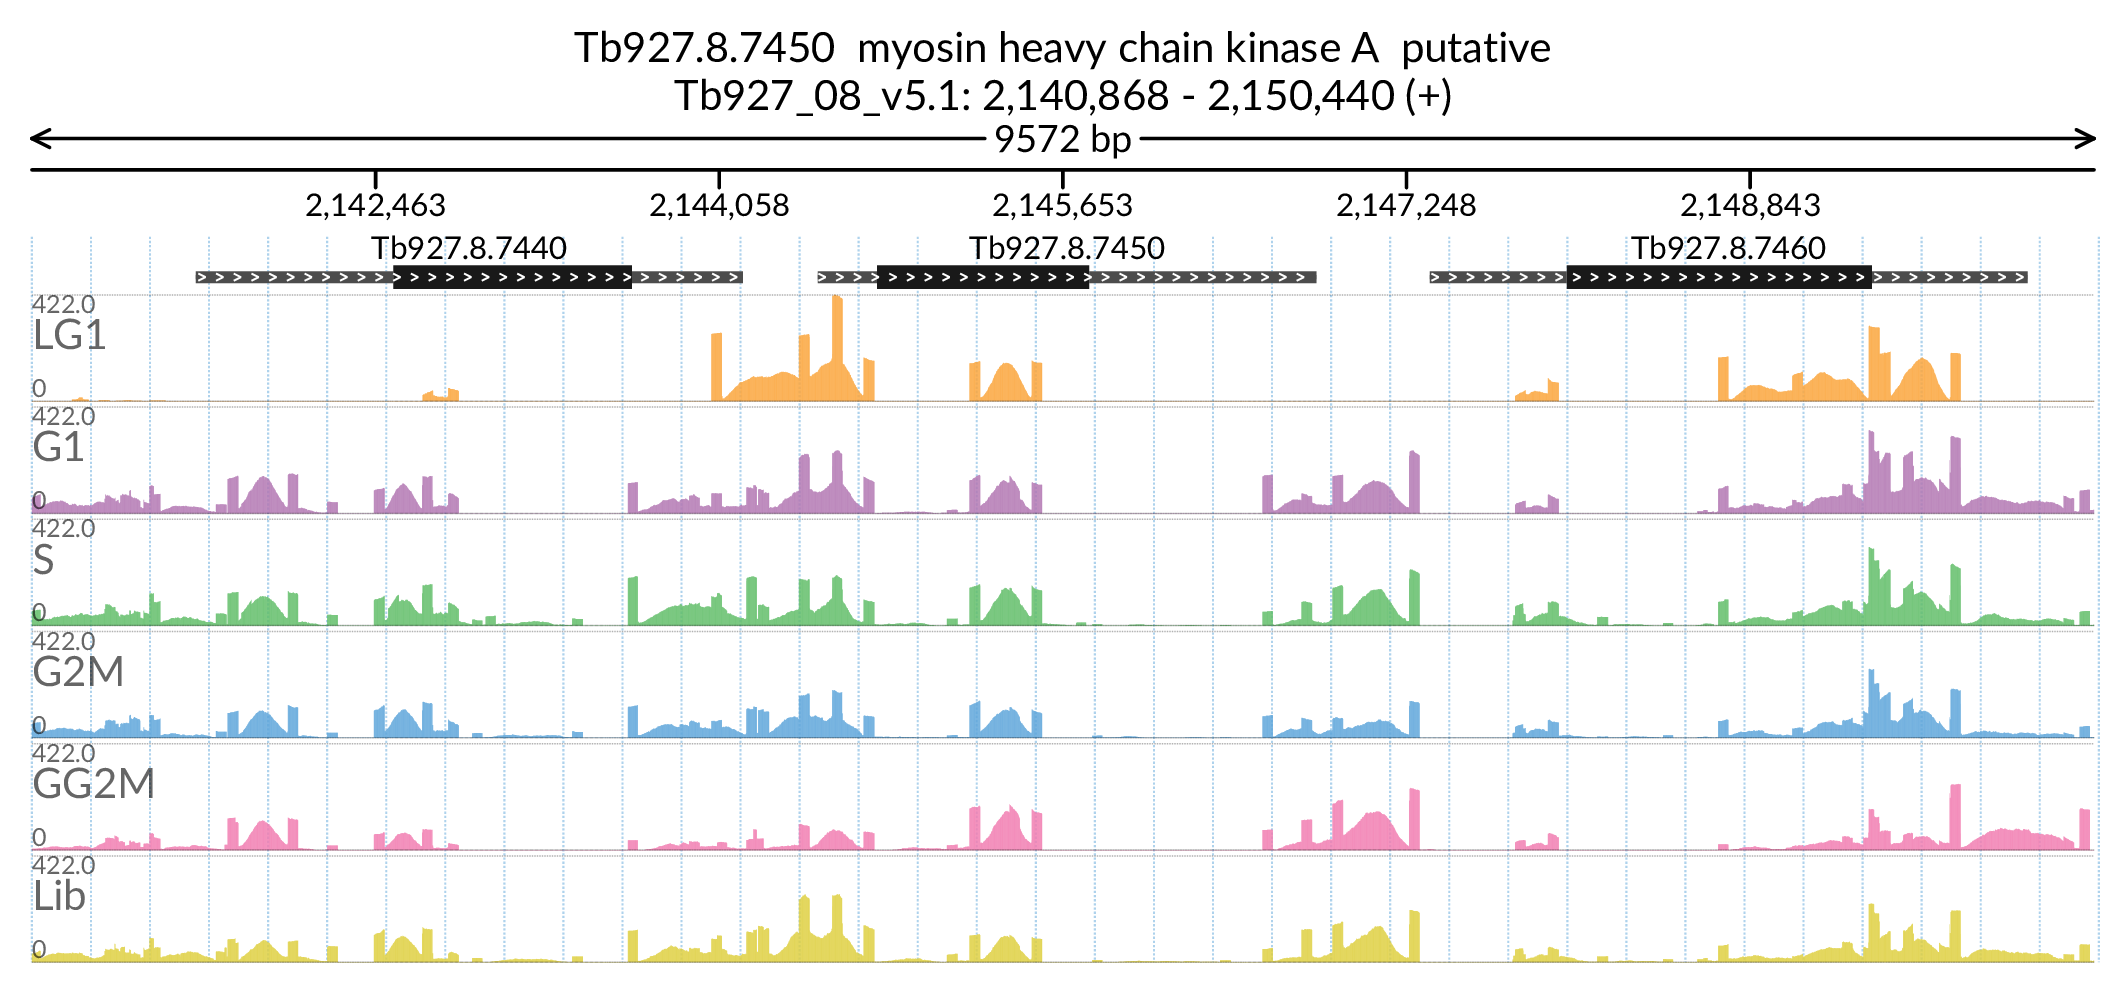 Tb927.8.7450 myosin heavy chain kinase A putative
Tb927_08_v5.1: 2,140,868 - 2,150,440 (+)
9572 bp
2,142,463 2,144,058 2,145,653 2,147,248 2,148,843
Tb927.8.7440 Tb927.8.7450 Tb927.8.7460
422.0
LG1
0
422.0
G1
0
422.0
S
0
422.0
G2M
0
422.0
GG2M
0
422.0
Lib
0